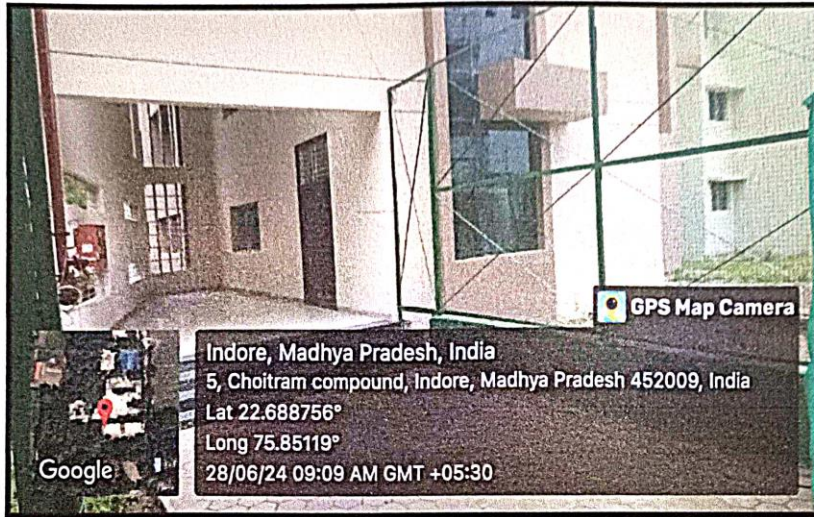 GPS Map Camera
Indore, Madhya Pradesh, India
5, Choitram compound, Indore, Madhya Pradesh 452009, India
Lat 22.688756°
Long 75.85119°
28/06/24 09:09 AM GMT +05:30
Google